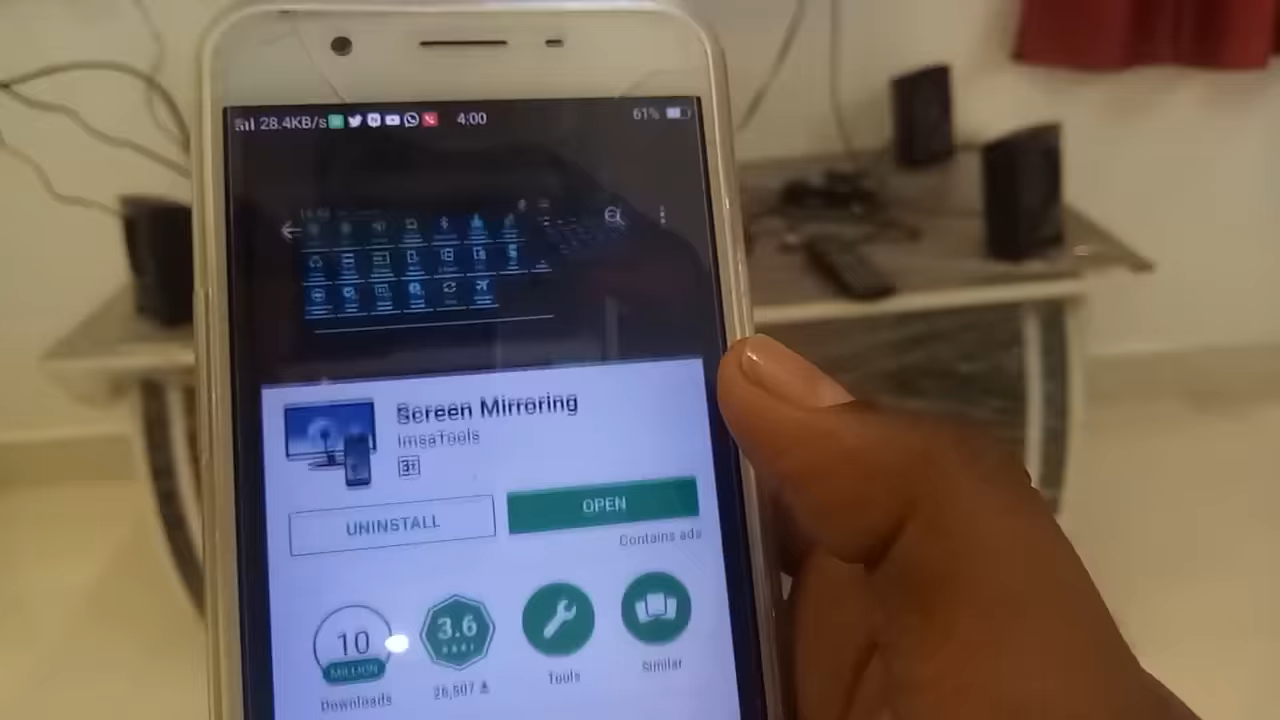 28.4KB/s 4:00 61%
Screen Mirroring
ImsaTools
3+
UNINSTALL
OPEN
Contains ads
10
MILLION
Downloads
3.6
26,507
Tools
Similar